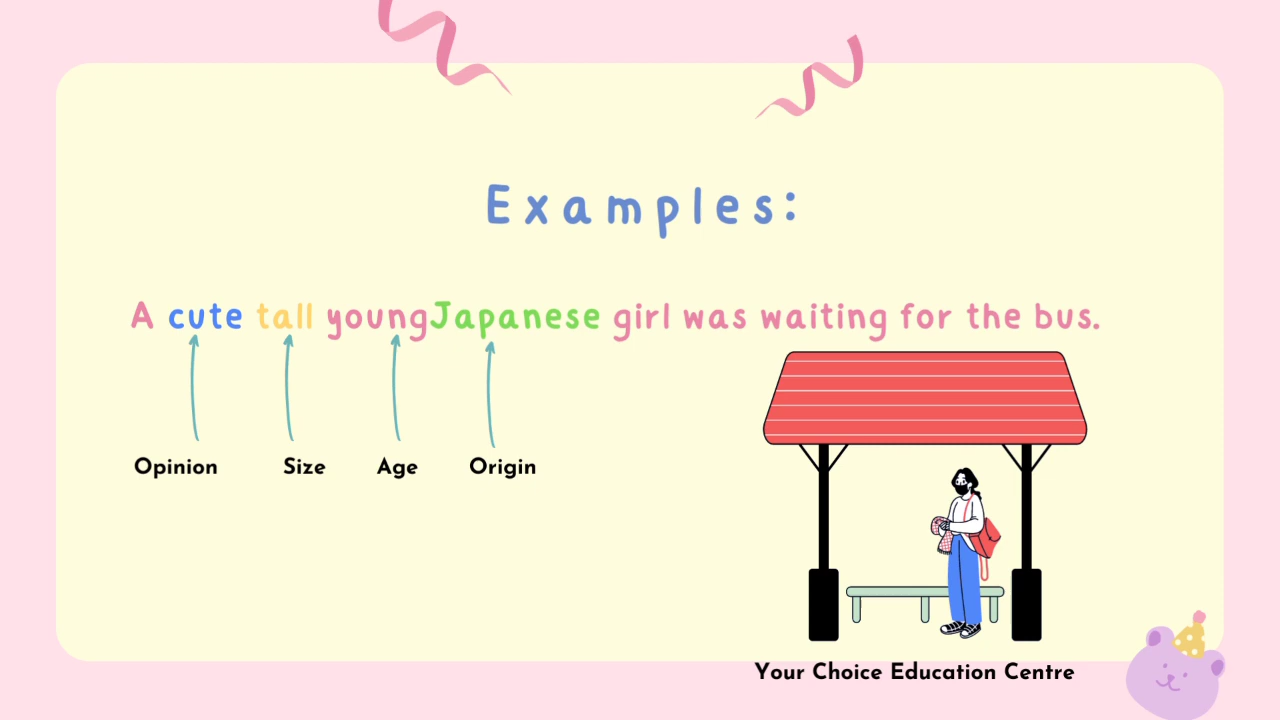 Examples:
A cute tall youngJapanese girl was waiting for the bus.
Opinion Size Age Origin
Your Choice Education Centre